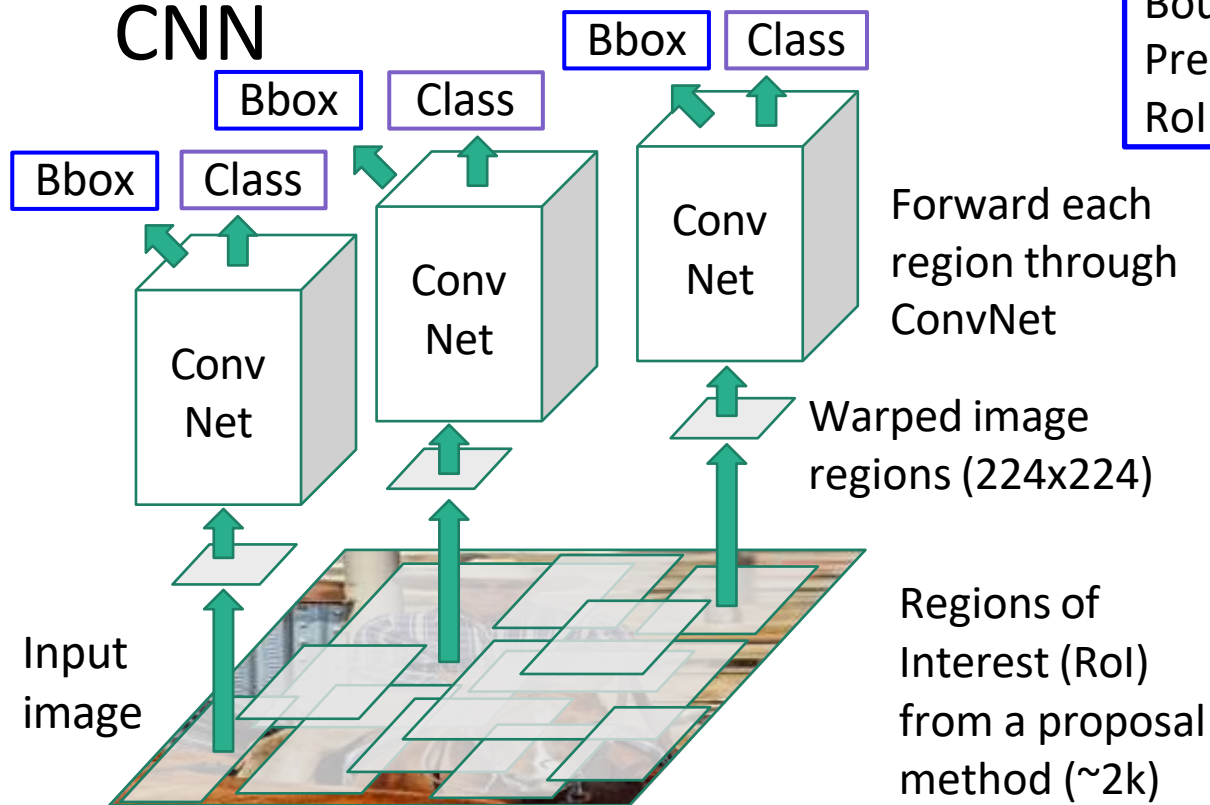 CNN
Bbox
Class
Pre
RoI
Bbox
Class
Bbox
Class
Conv
Net
Forward each
region through
ConvNet
Conv
Net
Conv
Net
Warped image
regions (224x224)
Regions of
Interest (RoI)
from a proposal
method (~2k)
Input
image